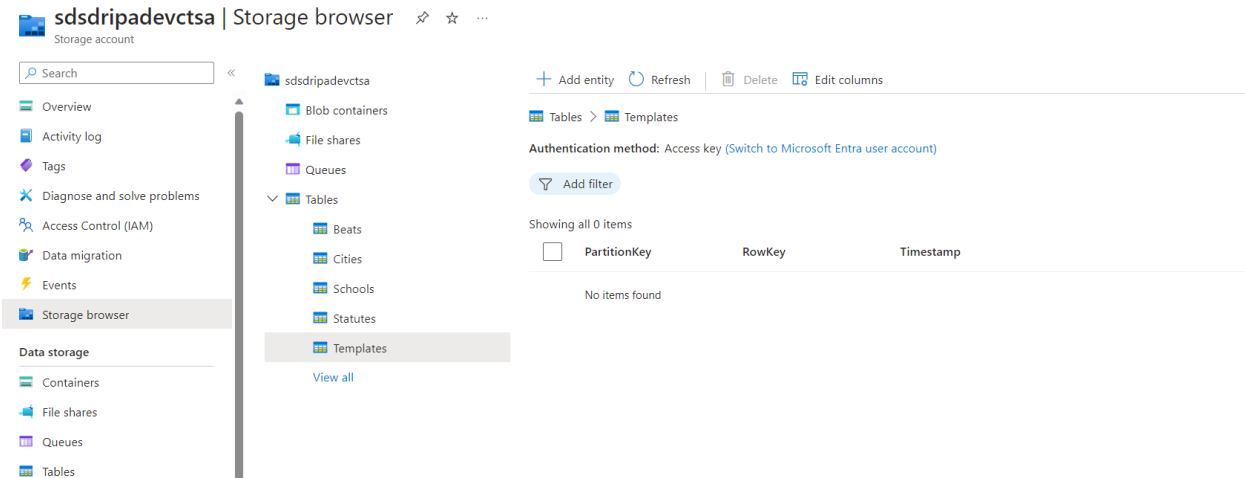 sdsdripadevctsa | Storage browser
Storage account
Search
Overview
Activity log
Tags
Diagnose and solve problems
Access Control (IAM)
Data migration
Events
Storage browser
Data storage
Containers
File shares
Queues
Tables
sdsdripadevctsa
Blob containers
File shares
Queues
Tables
Beats
Cities
Schools
Statutes
Templates
View all
Add entity Refresh Delete Edit columns
Tables > Templates
Authentication method: Access key (Switch to Microsoft Entra user account)
Add filter
Showing all 0 items
PartitionKey RowKey Timestamp
No items found